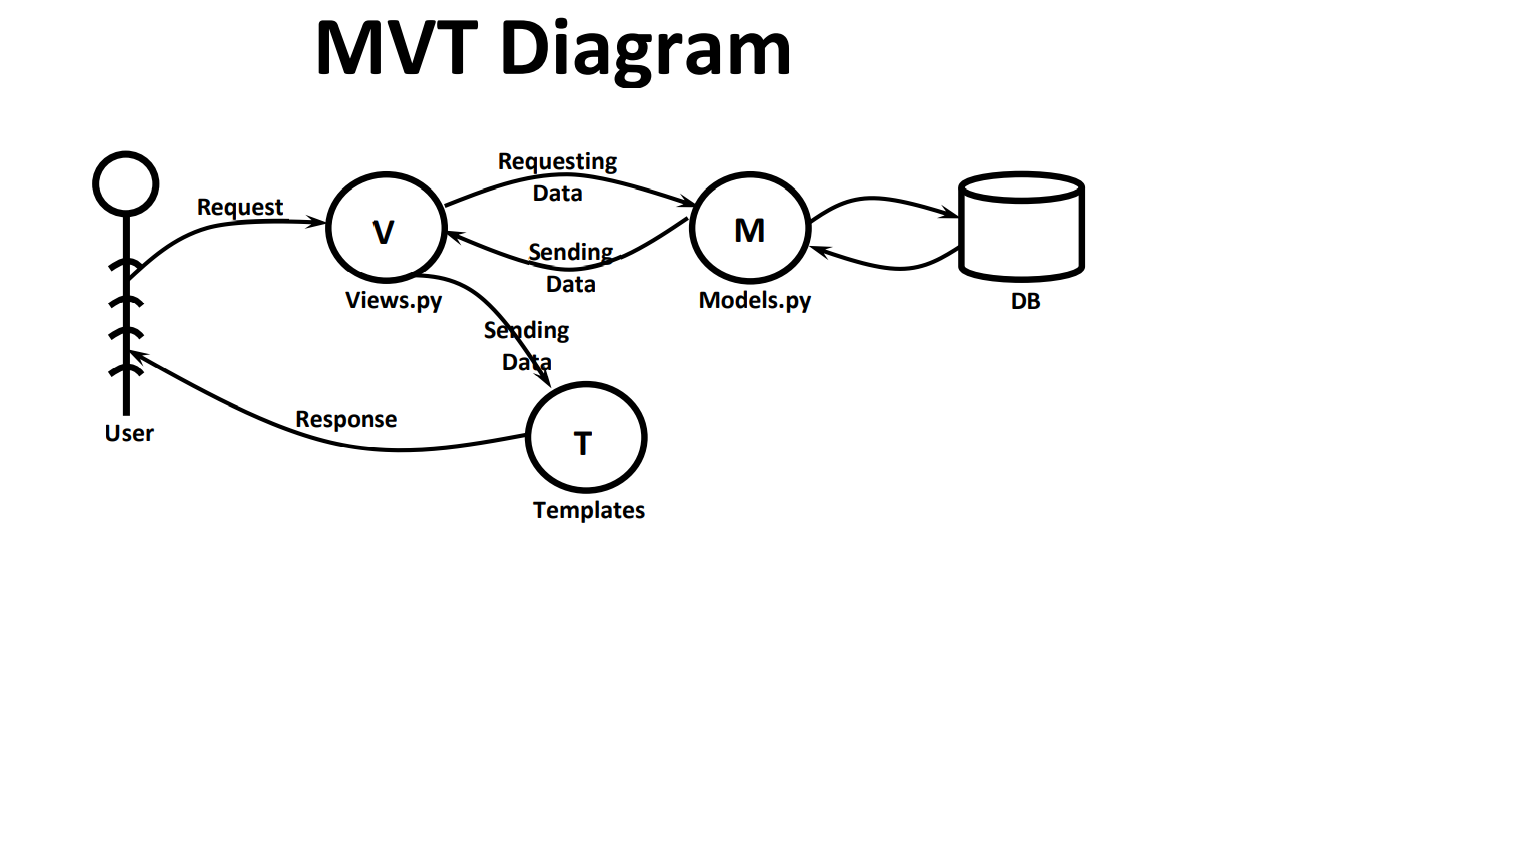 MVT Diagram
Requesting
Data
Request
V
M
Sending
Data
Views.py
Models.py
DB
Sending
Data
Response
User
T
Templates